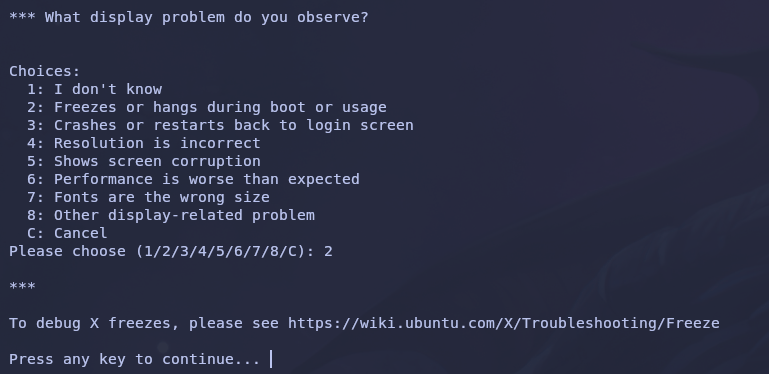 *** What display problem do you observe?
Choices:
  1: I don't know
  2: Freezes or hangs during boot or usage
  3: Crashes or restarts back to login screen
  4: Resolution is incorrect
  5: Shows screen corruption
  6: Performance is worse than expected
  7: Fonts are the wrong size
  8: Other display-related problem
  C: Cancel
Please choose (1/2/3/4/5/6/7/8/C): 2
***
To debug X freezes, please see https://wiki.ubuntu.com/X/Troubleshooting/Freeze
Press any key to continue...